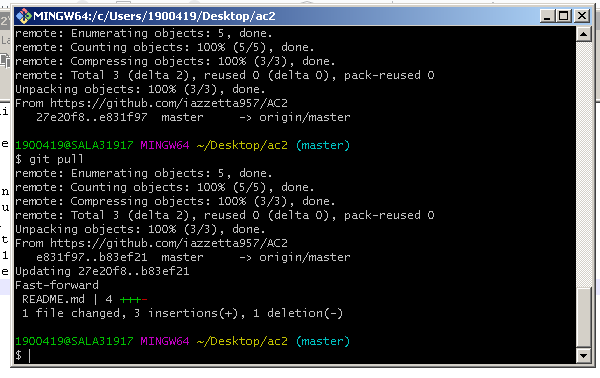 MINGW64:/c/Users/1900419/Desktop/ac2
remote: Enumerating objects: 5, done.
remote: Counting objects: 100% (5/5), done.
remote: Compressing objects: 100% (3/3), done.
remote: Total 3 (delta 2), reused 0 (delta 0), pack-reused 0
Unpacking objects: 100% (3/3), done.
From https://github.com/iazzetta957/AC2
   27e20f8..e831f97  master     -> origin/master
1900419@SALA31917 MINGW64 ~/Desktop/ac2 (master)
$ git pull
remote: Enumerating objects: 5, done.
remote: Counting objects: 100% (5/5), done.
remote: Compressing objects: 100% (3/3), done.
remote: Total 3 (delta 2), reused 0 (delta 0), pack-reused 0
Unpacking objects: 100% (3/3), done.
From https://github.com/iazzetta957/AC2
   e831f97..b83ef21  master     -> origin/master
Updating 27e20f8..b83ef21
Fast-forward
 README.md | 4 +++-
 1 file changed, 3 insertions(+), 1 deletion(-)
1900419@SALA31917 MINGW64 ~/Desktop/ac2 (master)
$